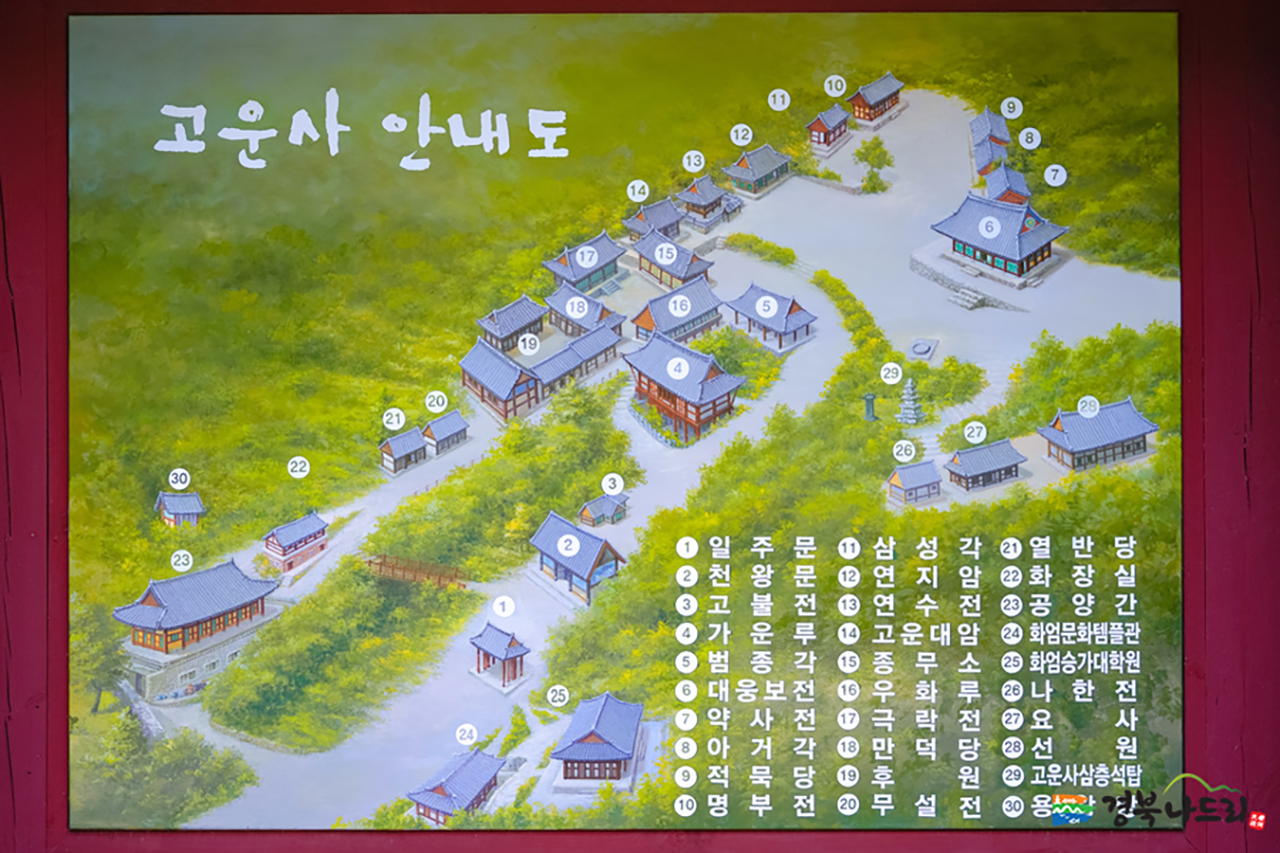 고운사 안내도
① 일주문
② 천왕문
③ 고불전
④ 가운루
⑤ 범종각
⑥ 대웅보전
⑦ 약사전
⑧ 아거각
⑨ 적묵당
⑩ 명부전
⑪ 삼성각
⑫ 연지암
⑬ 연수전
⑭ 고운대암
⑮ 종무소
⑯ 우화루
⑰ 극락전
⑱ 만덕당
⑲ 후원
⑳ 무설전
㉑ 열반당
㉒ 화장실
㉓ 공양간
㉔ 화엄문화템플관
㉕ 화엄승가대학원
㉖ 나한전
㉗ 요사
㉘ 선원
㉙ 고운사삼층석탑
㉚
경북나드리